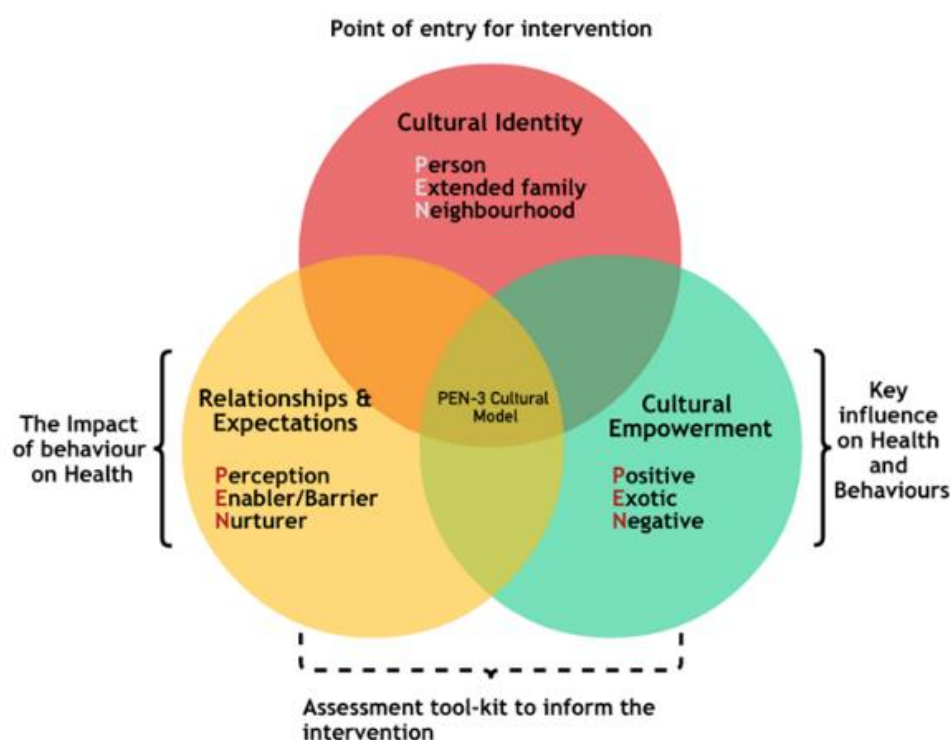 Point of entry for intervention
Cultural Identity
Person
Extended family
Neighbourhood
The Impact
of behaviour
on Health
Relationships &
Expectations
Perception
Enabler/Barrier
Nurturer
PEN-3 Cultural
Model
Cultural
Empowerment
Positive
Exotic
Negative
Key
influence
on Health
and
Behaviours
Assessment tool-kit to inform the
intervention